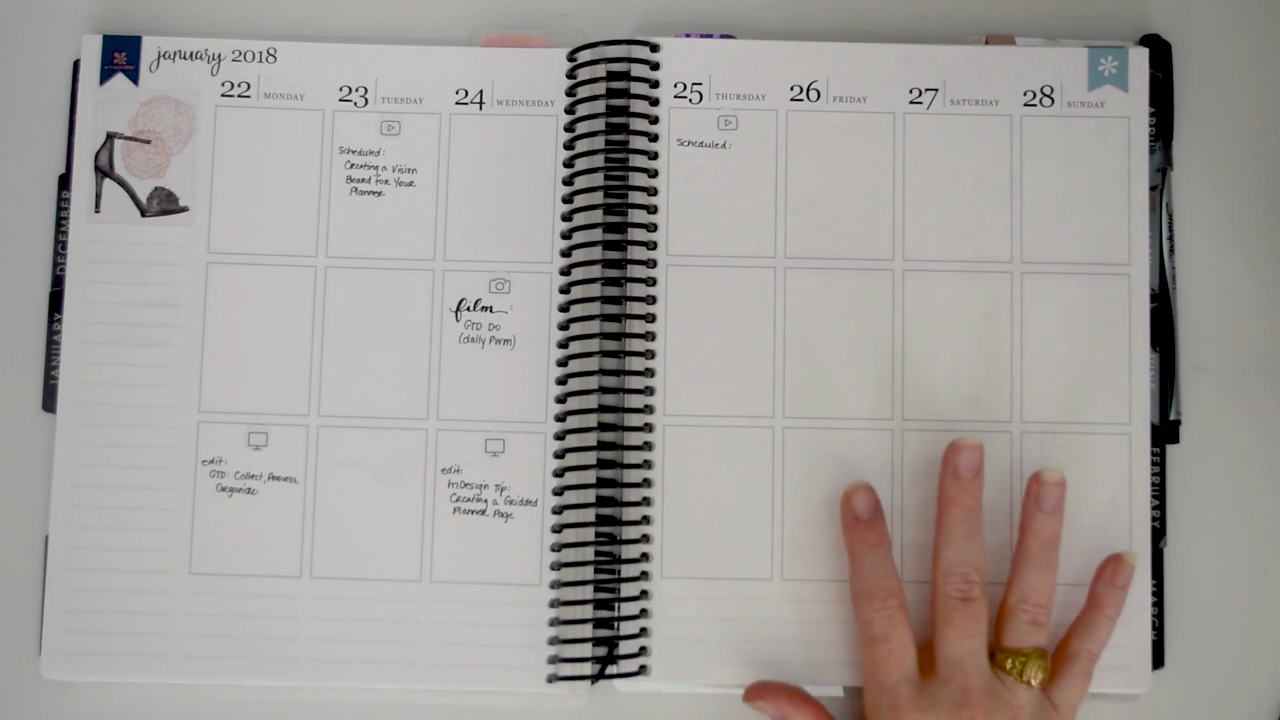 january 2018
22 MONDAY
23 TUESDAY
24 WEDNESDAY
25 THURSDAY
26 FRIDAY
27 SATURDAY
28 SUNDAY
Scheduled:
Creating a Vision
Board for Your
Planner
Scheduled:
film:
GTD Do
(daily Pwm)
edit:
GTD: Collect, Process,
Organize
edit:
InDesign Tip:
Creating a Gridded
Planner Page
DECEMBER
JANUARY
APRIL
JUNE
FEBRUARY
MARCH